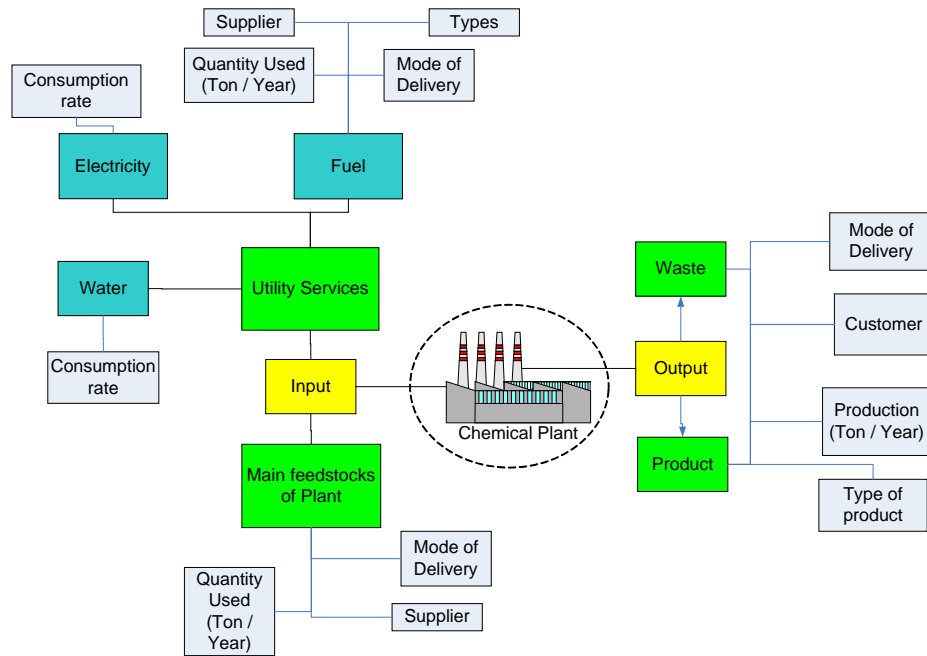 Supplier
Types
Quantity Used
(Ton / Year)
Mode of
Delivery
Consumption
rate
Electricity
Fuel
Water
Utility Services
Consumption
rate
Input
Main feedstocks
of Plant
Mode of
Delivery
Quantity
Used
(Ton /
Year)
Supplier
Chemical Plant
Waste
Output
Product
Mode of
Delivery
Customer
Production
(Ton / Year)
Type of
product